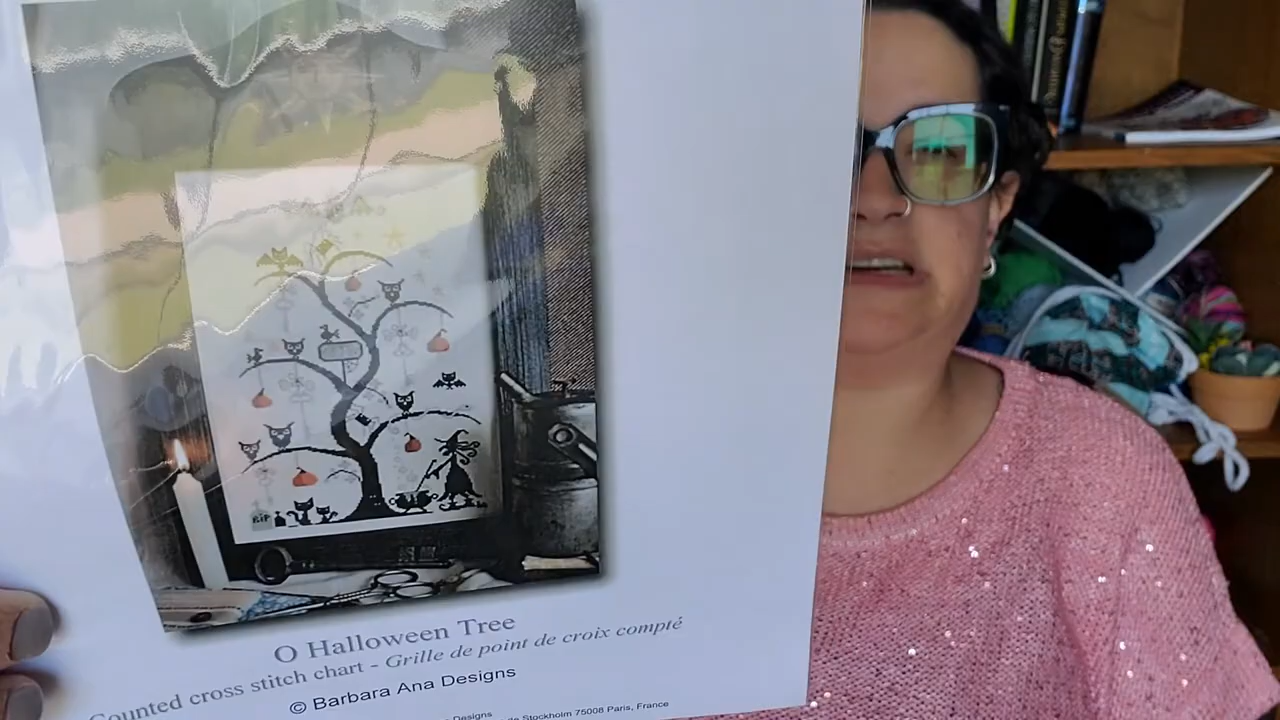 RIP
O Halloween Tree
Counted cross stitch chart - Grille de point de croix compté
© Barbara Ana Designs
Designs
Stockholm 75008 Paris, France